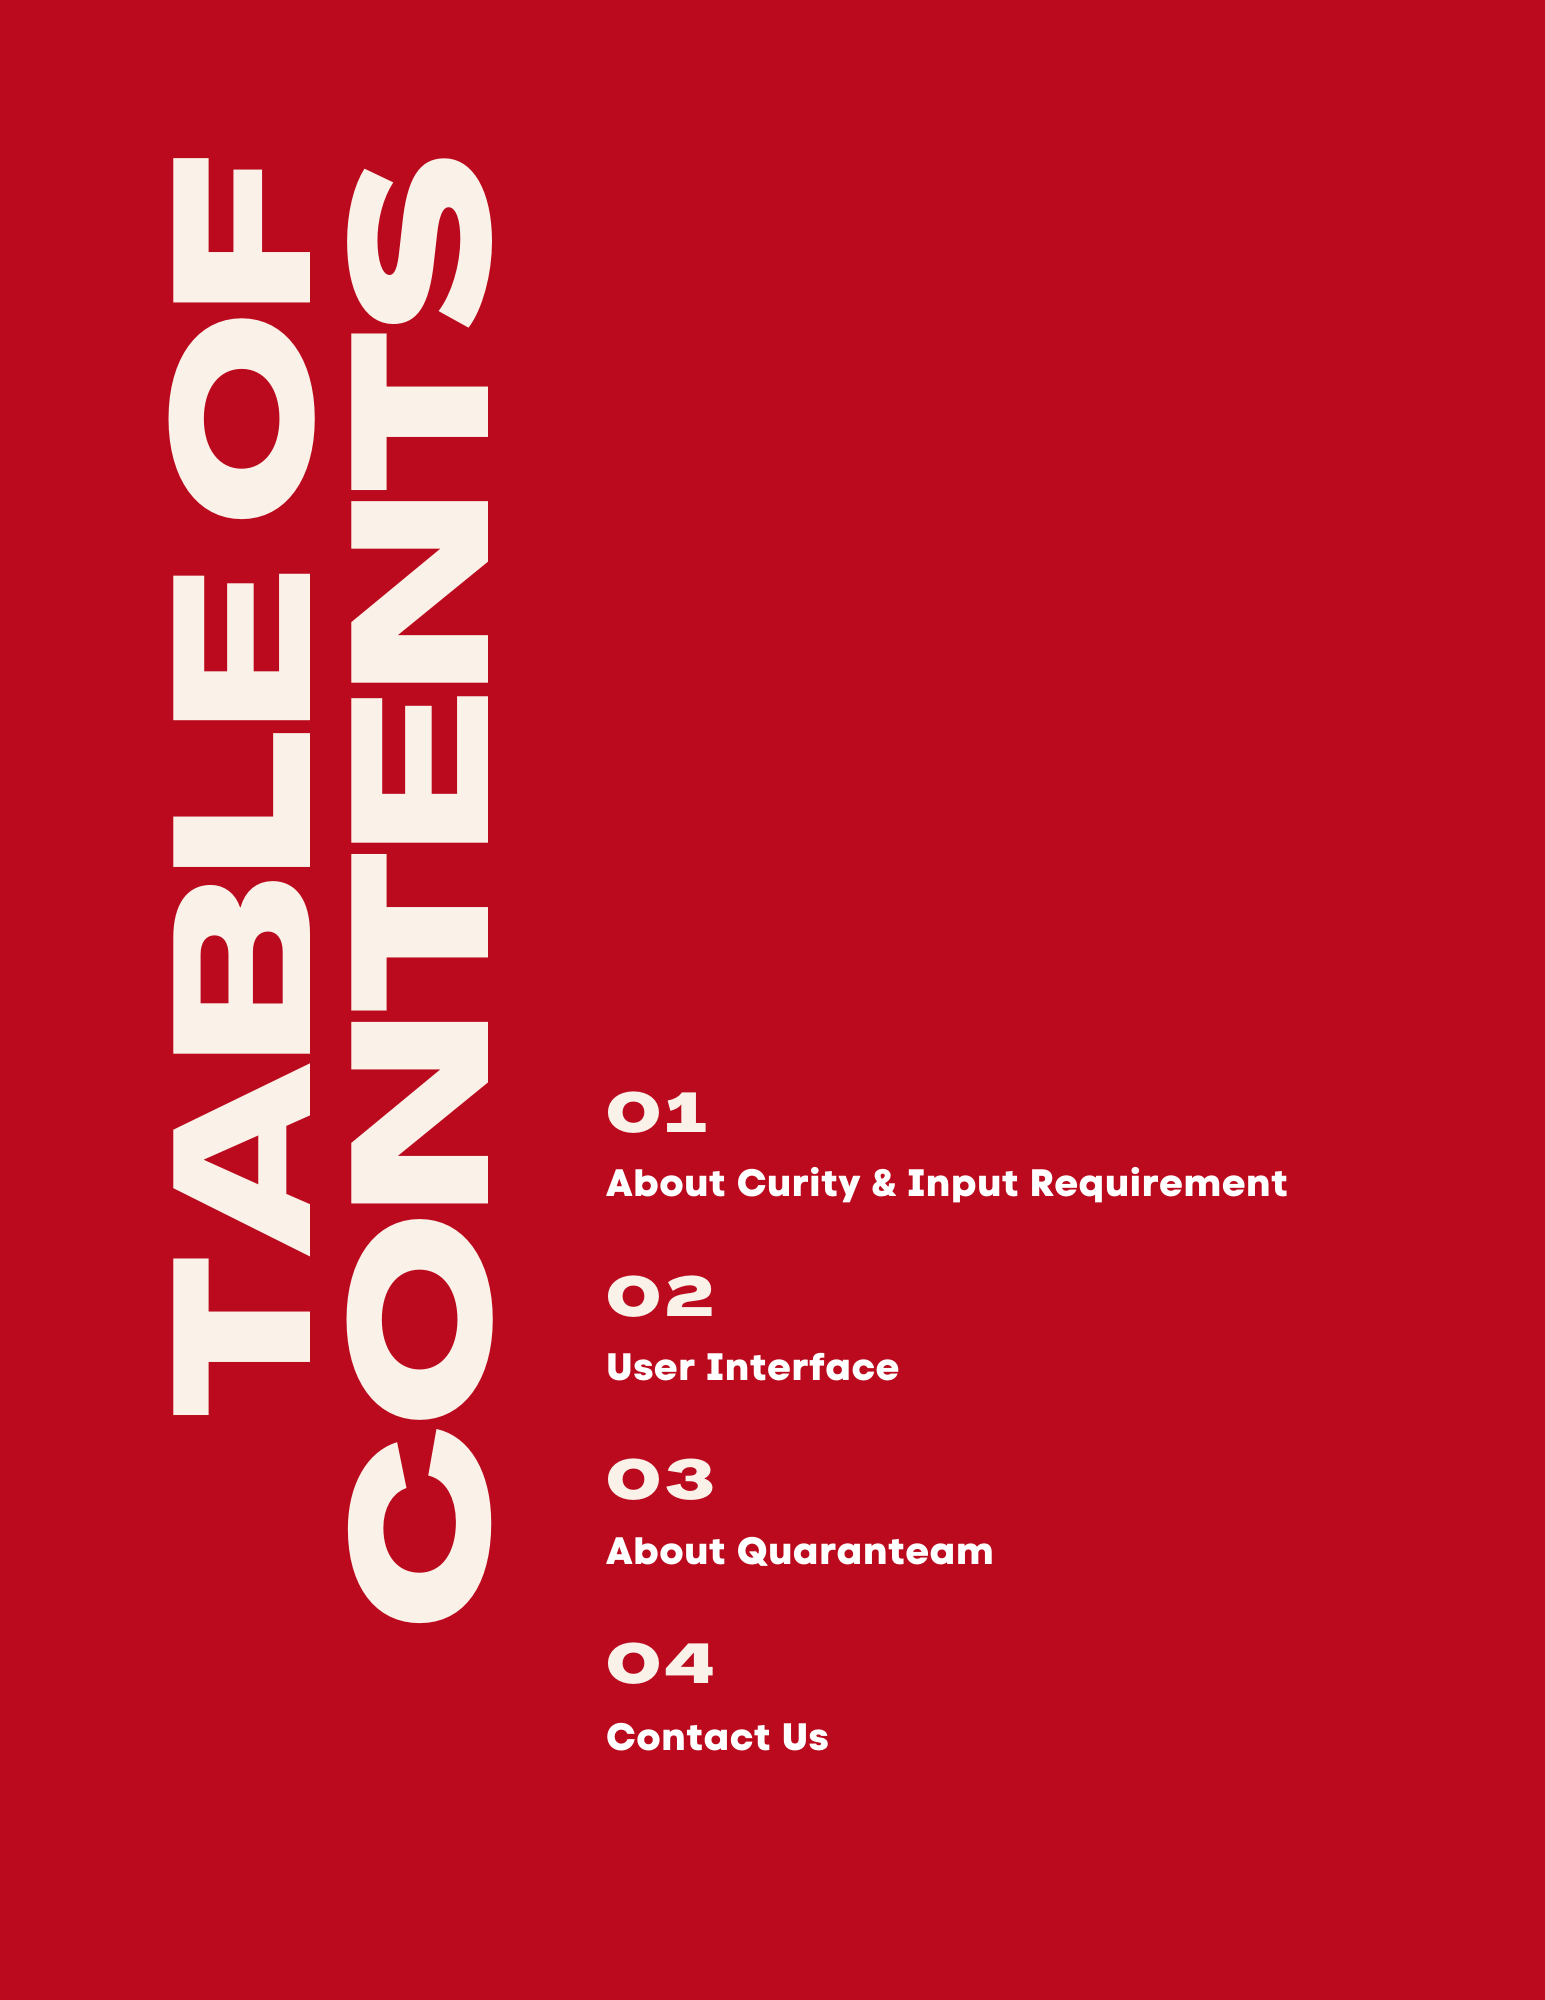 TABLE OF
CONTENTS
01
About Curity & Input Requirement
02
User Interface
03
About Quaranteam
04
Contact Us